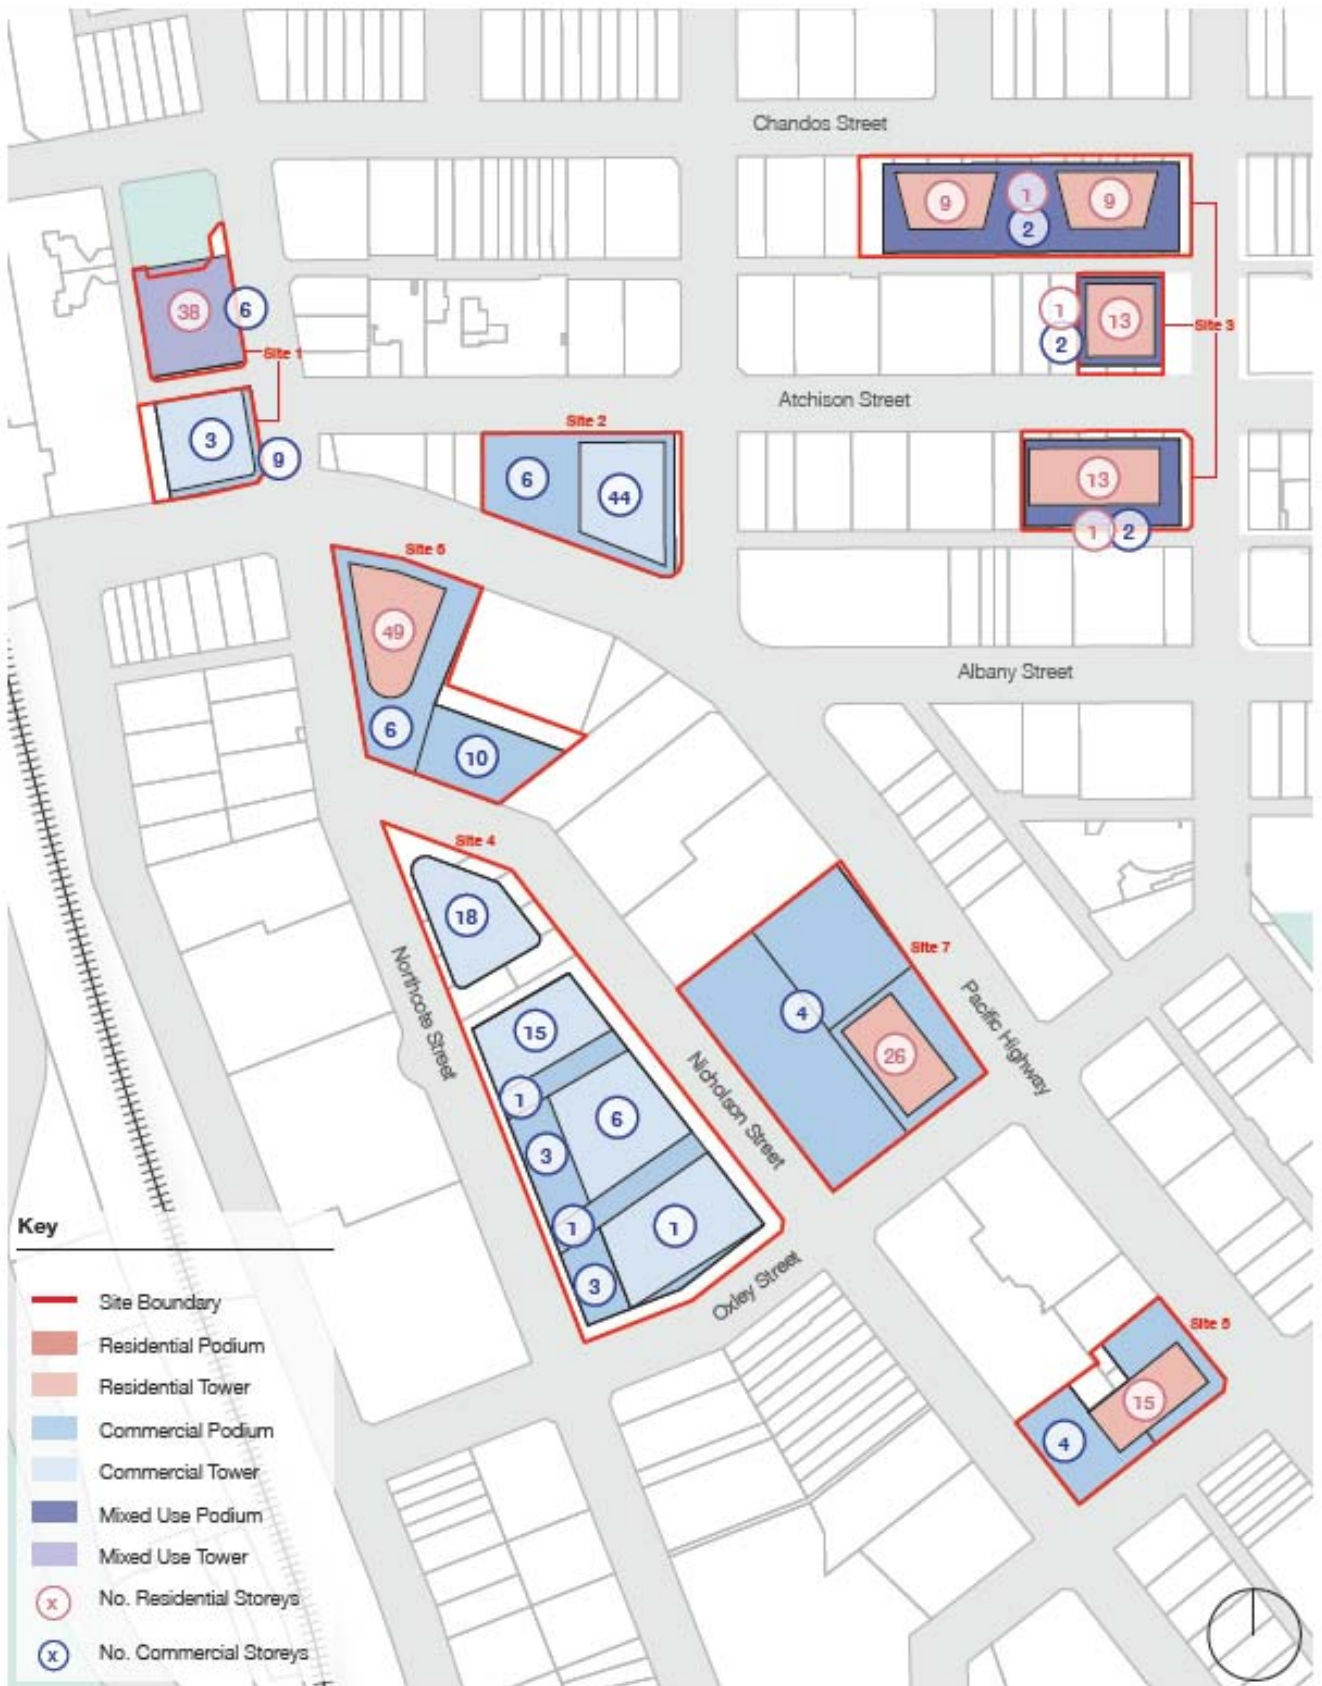 Chandos Street
9
1
9
2
38
6
1
13
2
Site 3
Site 1
Atchison Street
3
9
Site 2
6
44
13
1
2
Site 6
49
6
10
Albany Street
Site 4
18
15
1
6
3
1
1
3
Northcote Street
Nicholson Street
Site 7
4
26
Pacific Highway
Oxley Street
Site 5
15
4
Key
Site Boundary
Residential Podium
Residential Tower
Commercial Podium
Commercial Tower
Mixed Use Podium
Mixed Use Tower
x No. Residential Storeys
x No. Commercial Storeys